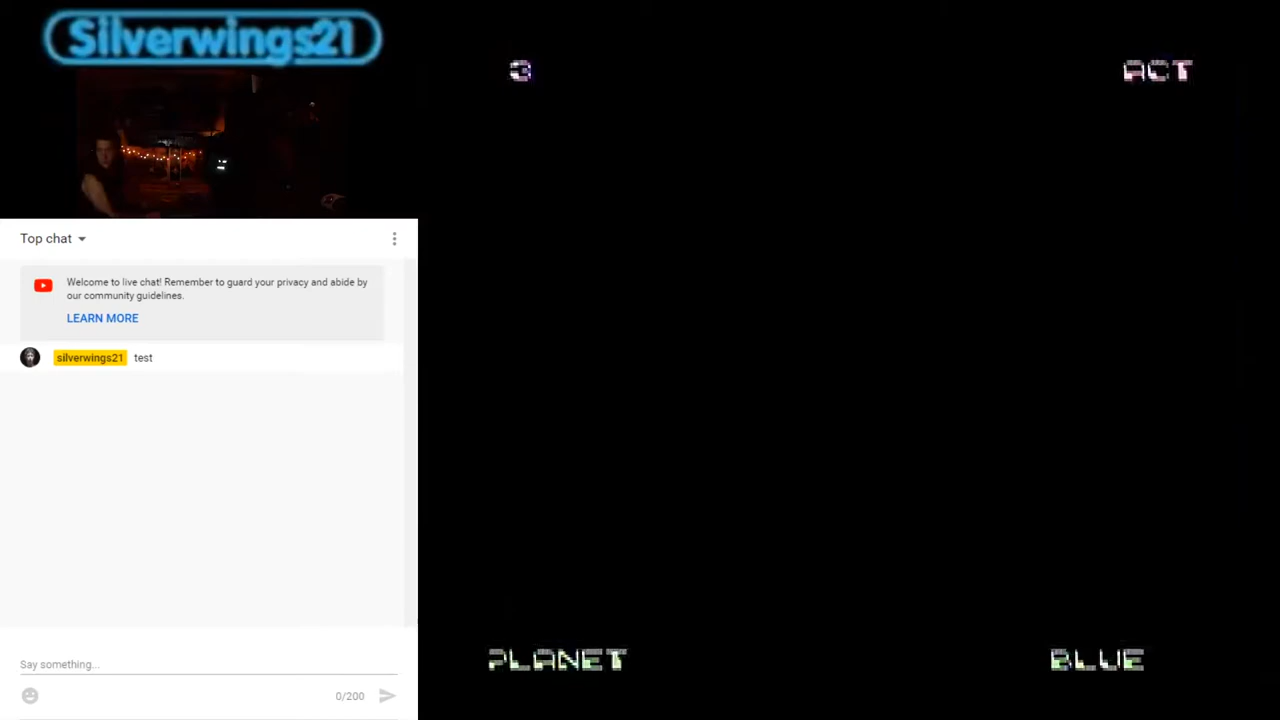 Silverwings21
3
ACT
Top chat
Welcome to live chat! Remember to guard your privacy and abide by
our community guidelines.
LEARN MORE
silverwings21 test
Say something...
0/200
PLANET
BLUE